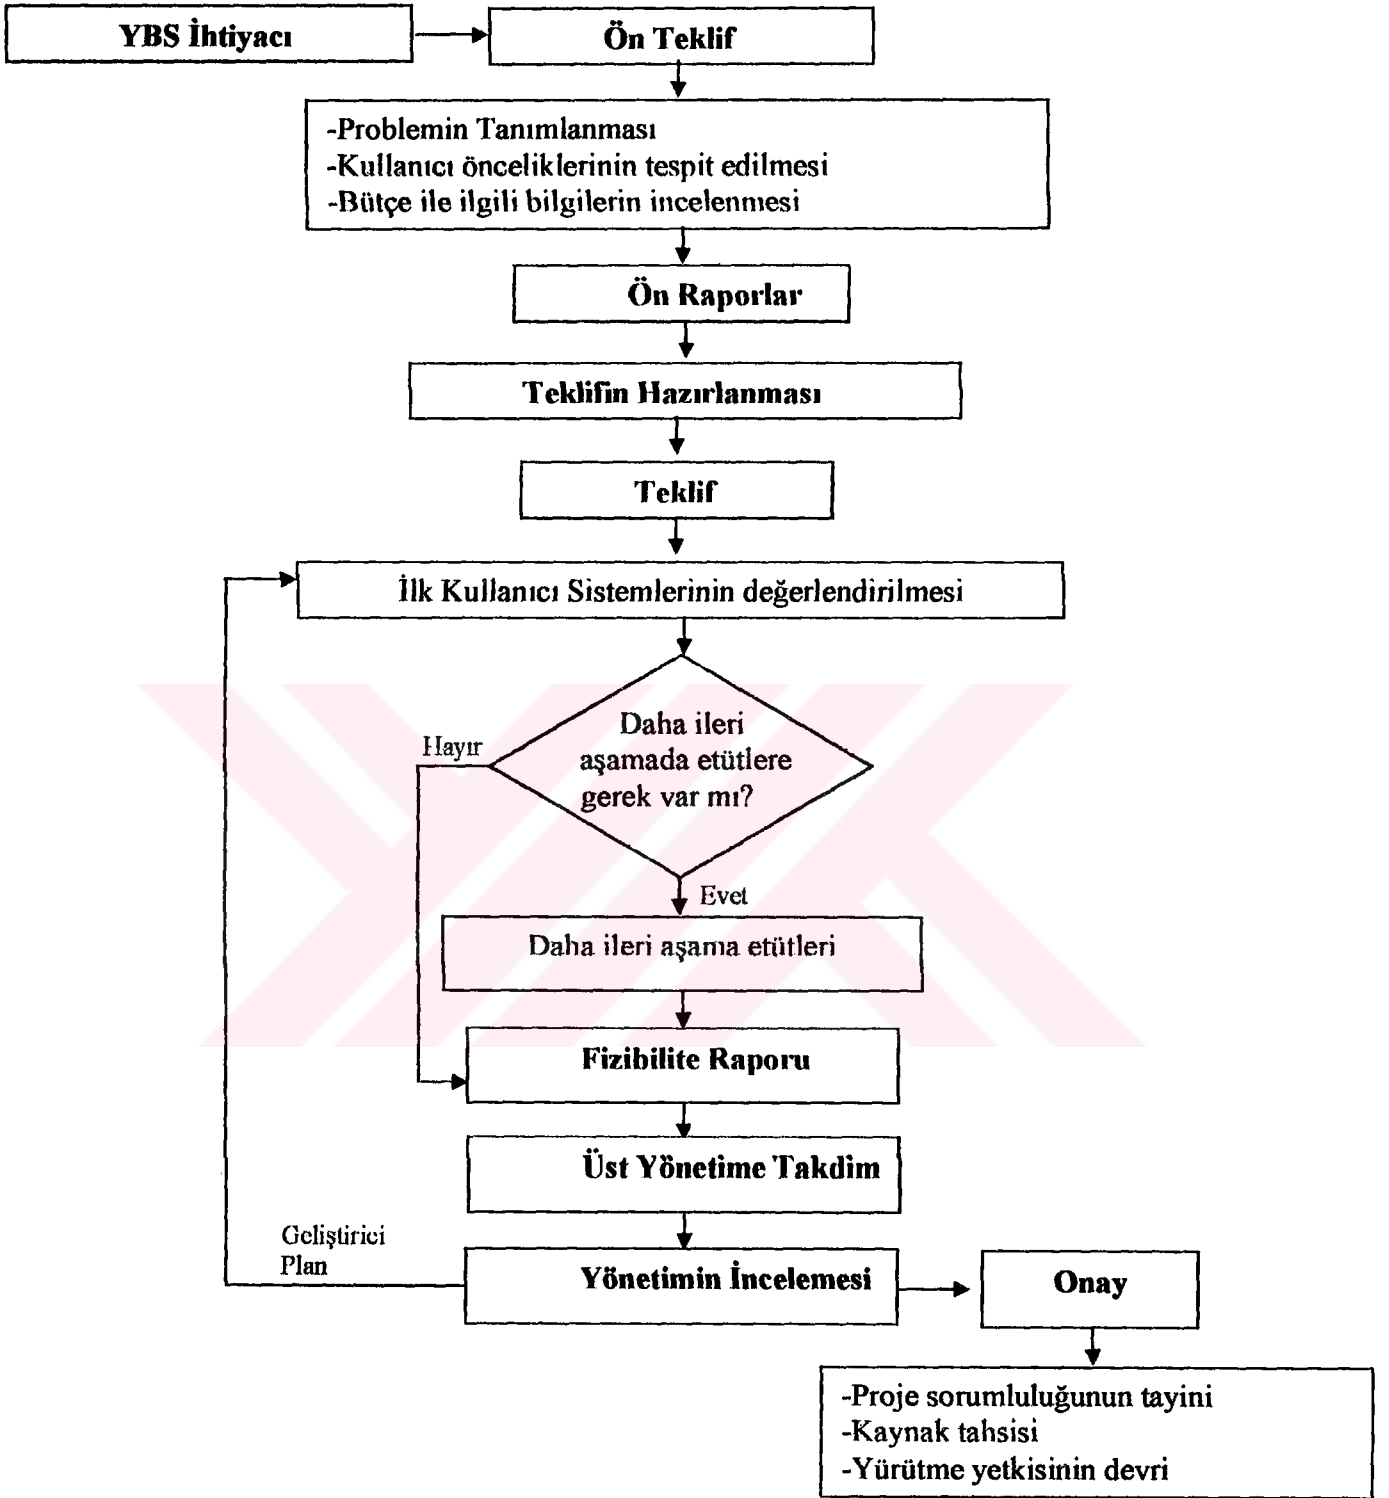 YBS İhtiyacı
Ön Teklif
-Problemin Tanımlanması
-Kullanıcı önceliklerinin tespit edilmesi
-Bütçe ile ilgili bilgilerin incelenmesi
Ön Raporlar
Teklifin Hazırlanması
Teklif
İlk Kullanıcı Sistemlerinin değerlendirilmesi
Daha ileri
aşamada etütlere
gerek var mı?
Hayır
Evet
Daha ileri aşama etütleri
Fizibilite Raporu
Üst Yönetime Takdim
Geliştirici
Plan
Yönetimin İncelemesi
Onay
-Proje sorumluluğunun tayini
-Kaynak tahsisi
-Yürütme yetkisinin devri